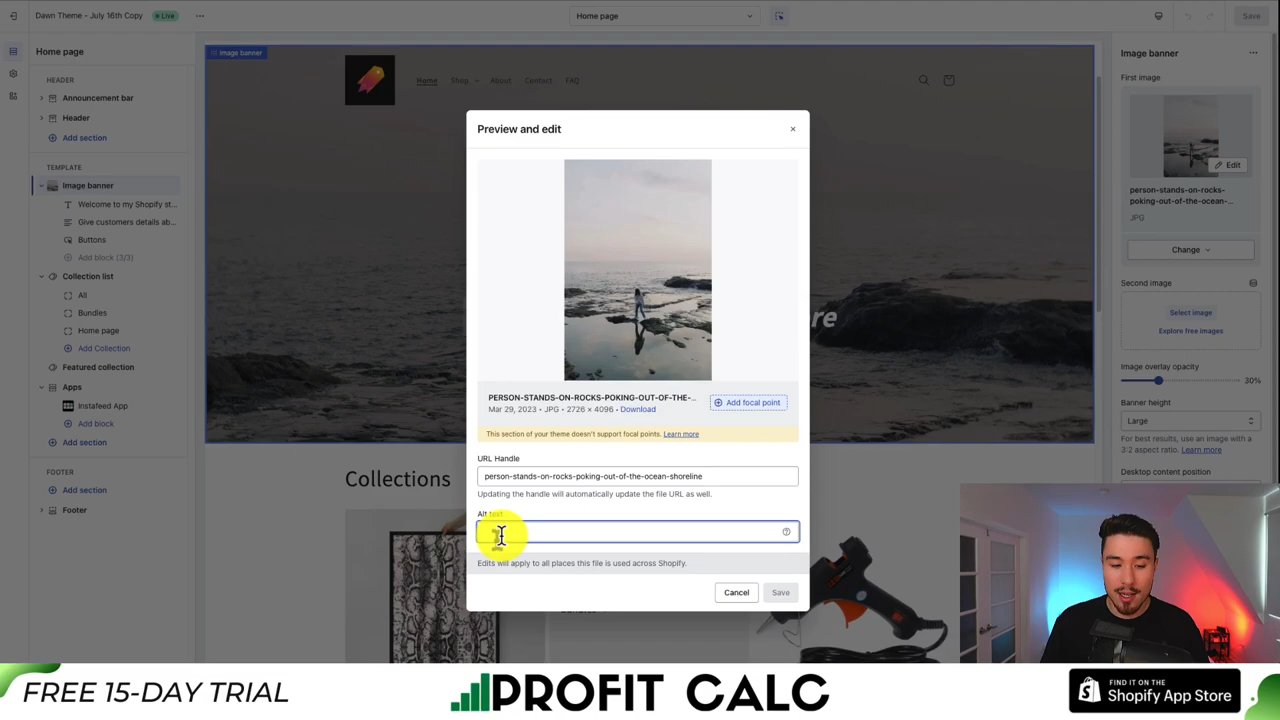 Dawn Theme - July 16th Copy
Live
Home page
Save
Home page
HEADER
Announcement bar
Header
Add section
TEMPLATE
Image banner
Welcome to my Shopify st...
Give customers details ab...
Buttons
Add block (3/3)
Collection list
All
Bundles
Home page
Add Collection
Featured collection
Apps
Instafeed App
Add block
Add section
FOOTER
Add section
Footer
Image banner
Home
Shop
About
Contact
FAQ
Collections
Preview and edit
PERSON-STANDS-ON-ROCKS-POKING-OUT-OF-THE-...
Mar 29, 2023 • JPG • 2726 × 4096 • Download
Add focal point
This section of your theme doesn't support focal points. Learn more
URL Handle
person-stands-on-rocks-poking-out-of-the-ocean-shoreline
Updating the handle will automatically update the file URL as well.
Alt text
Edits will apply to all places this file is used across Shopify.
Cancel
Save
Image banner
First image
Edit
person-stands-on-rocks-
poking-out-of-the-ocean-...
JPG
Change
Second image
Select image
Explore free images
Image overlay opacity
30%
Banner height
Large
For best results, use an image with a
3:2 aspect ratio. Learn more
Desktop content position
FREE 15-DAY TRIAL
PROFIT CALC
FIND IT ON THE
Shopify App Store